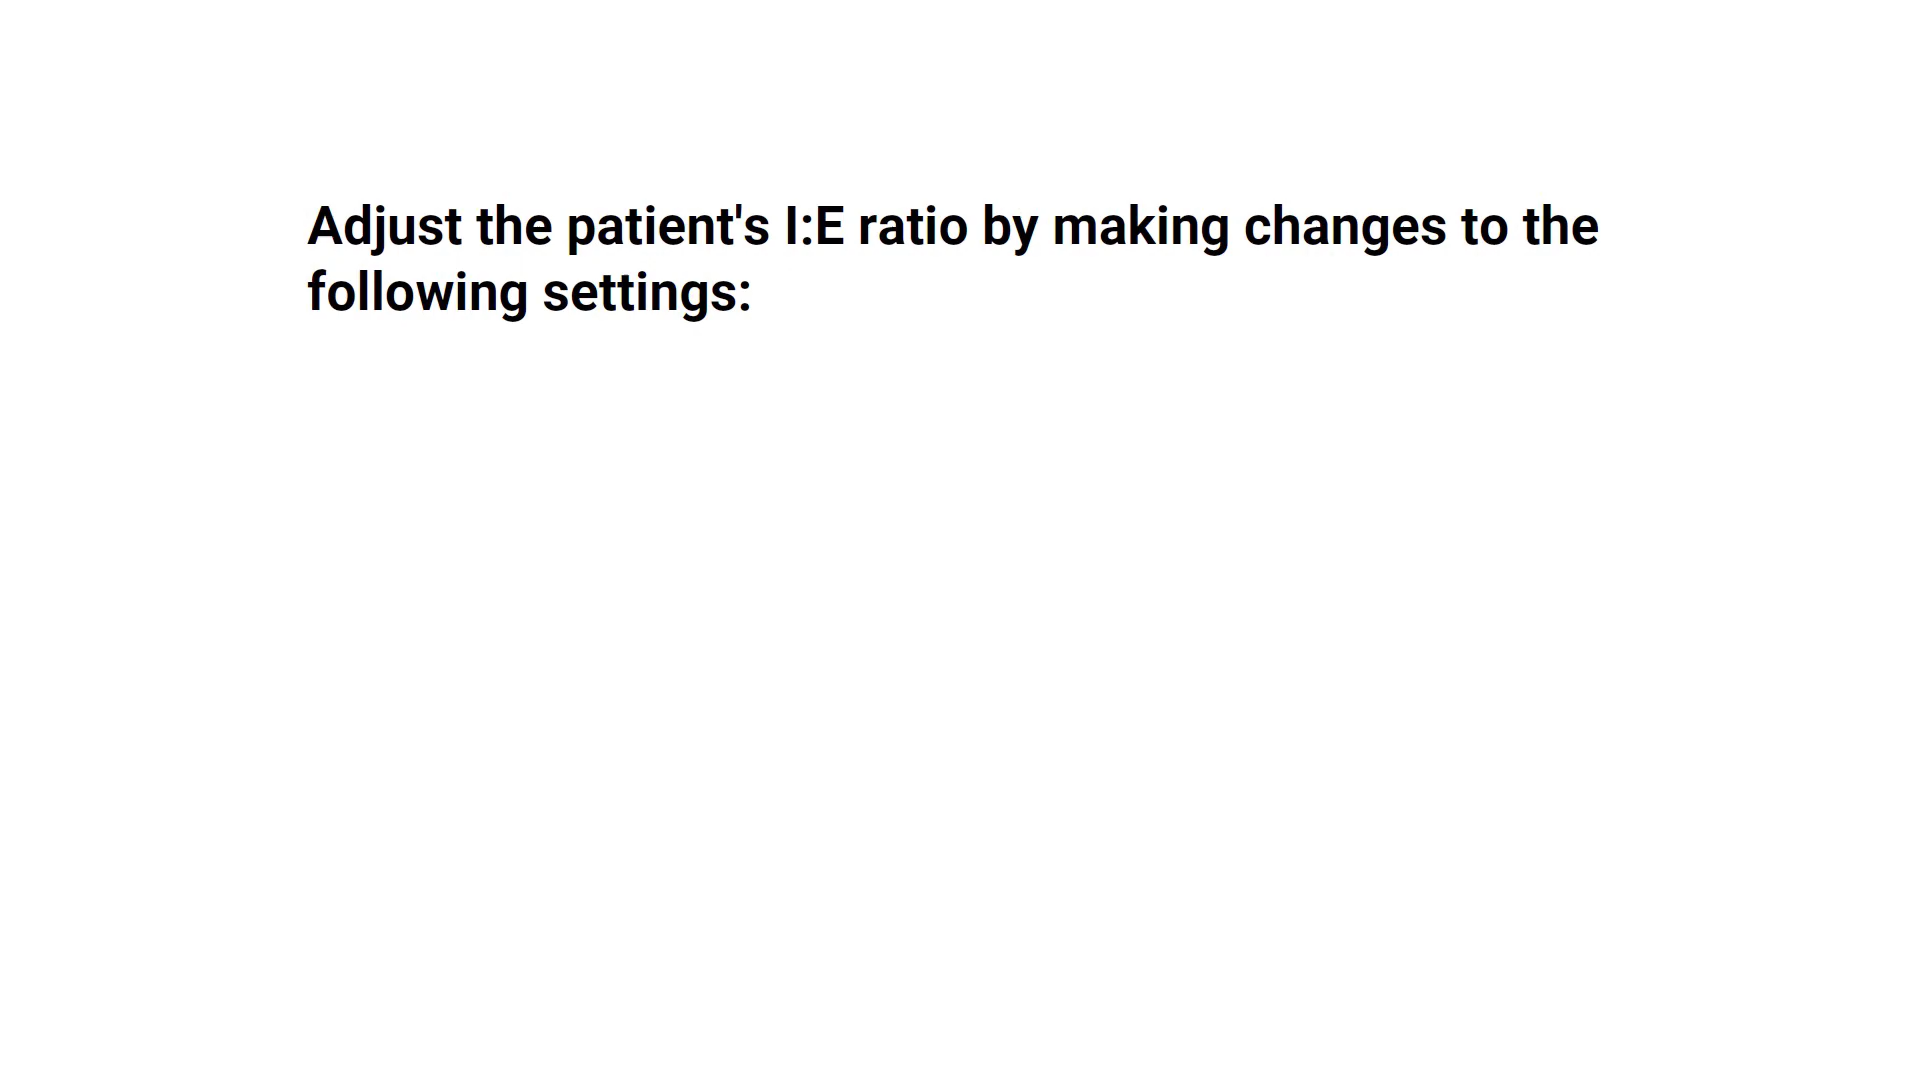 Adjust the patient's I:E ratio by making changes to the
following settings: